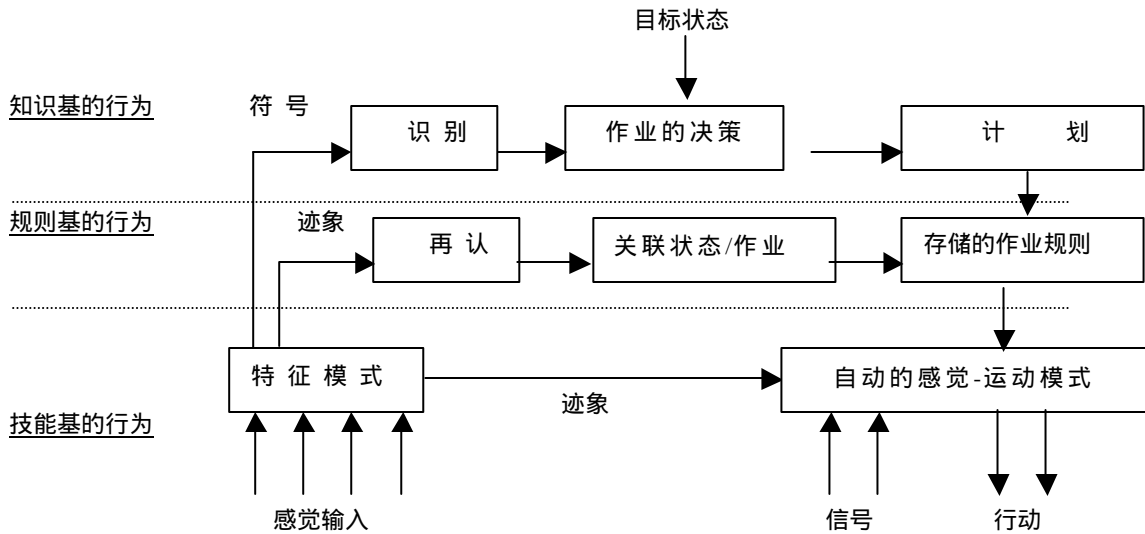 目标状态
知识基的行为
符 号
识 别
作业的决策
计 划
规则基的行为
迹象
再 认
关联状态/作业
存储的作业规则
特 征 模 式
自动的感觉-运动模式
迹象
技能基的行为
感觉输入
信号
行动